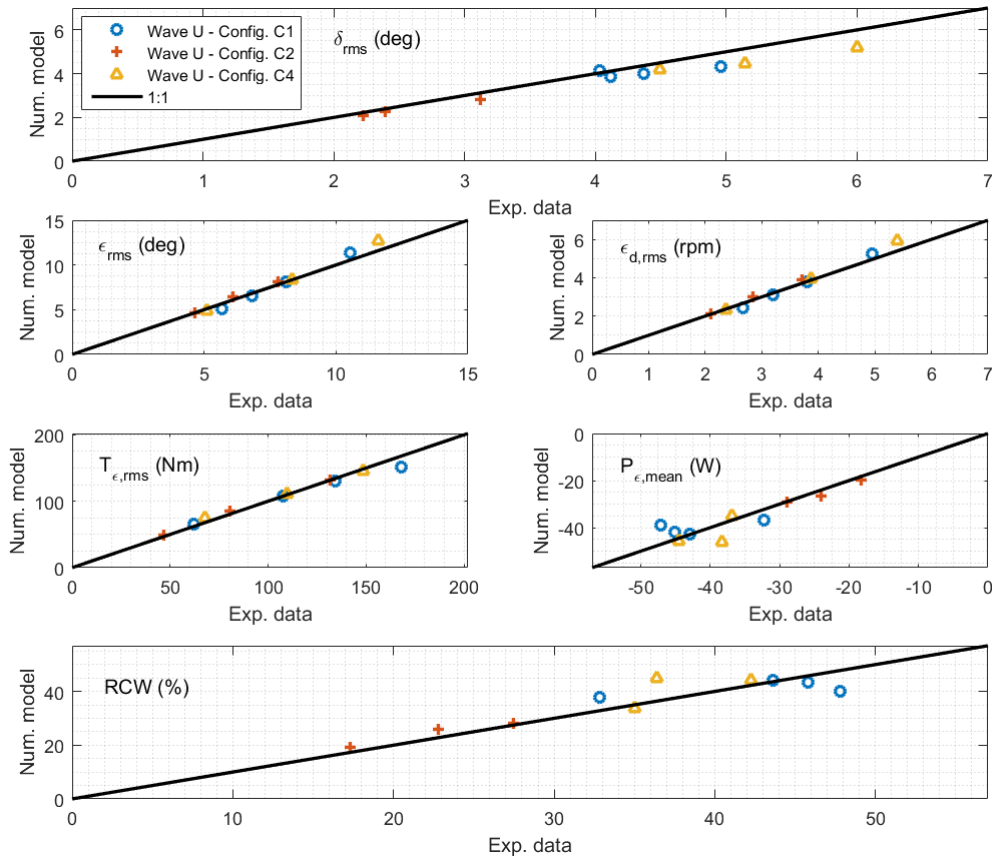 δrms (deg)
Wave U - Config. C1
Wave U - Config. C2
Wave U - Config. C4
1:1
Num. model
0
2
4
6
0 1 2 3 4 5 6 7
Exp. data
ϵrms (deg)
Num. model
0
5
10
15
0 5 10 15
Exp. data
ϵd,rms (rpm)
Num. model
0
2
4
6
0 1 2 3 4 5 6 7
Exp. data
Tϵ,rms (Nm)
Num. model
0
100
200
0 50 100 150 200
Exp. data
Pϵ,mean (W)
Num. model
0
-20
-40
-50 -40 -30 -20 -10 0
Exp. data
RCW (%)
Num. model
0
20
40
0 10 20 30 40 50
Exp. data